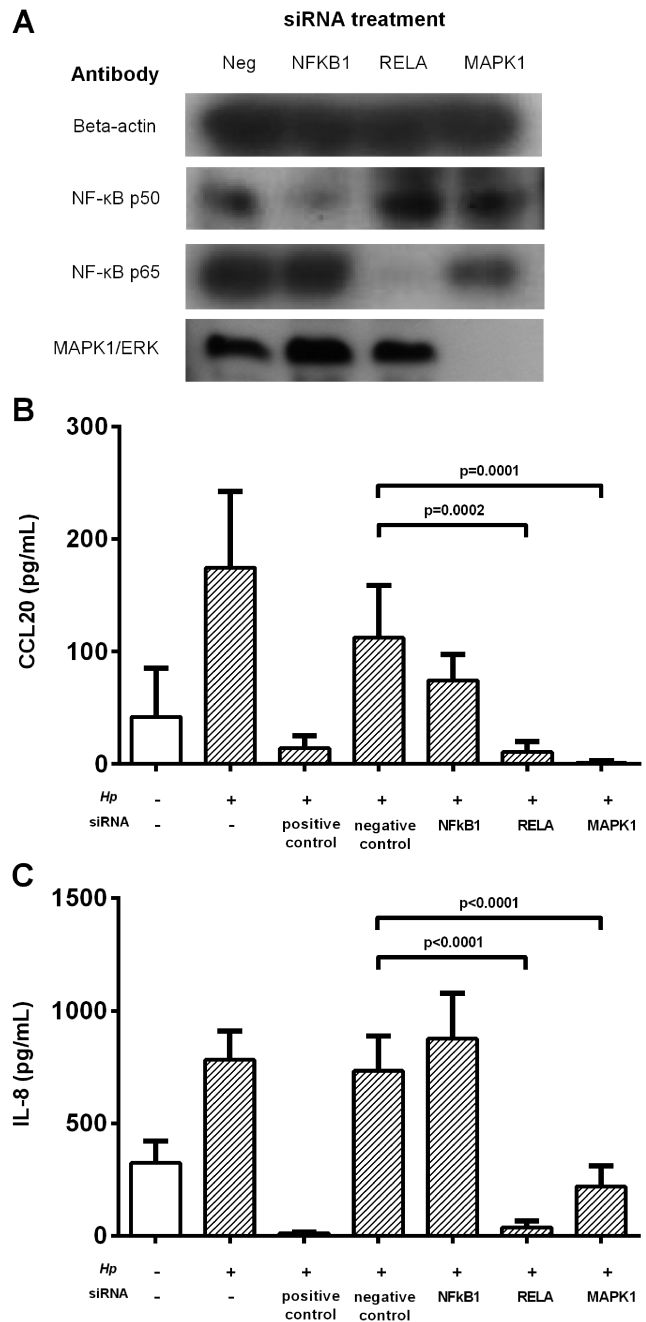 A
siRNA treatment
Antibody
Neg NFKB1 RELA MAPK1
Beta-actin
NF-κB p50
NF-κB p65
MAPK1/ERK
B
CCL20 (pg/mL)
300
200
100
0
p=0.0001
p=0.0002
Hp - + + + + + +
siRNA - - positive control negative control NFkB1 RELA MAPK1
C
IL-8 (pg/mL)
1500
1000
500
0
p<0.0001
p<0.0001
Hp - + + + + + +
siRNA - - positive control negative control NFkB1 RELA MAPK1